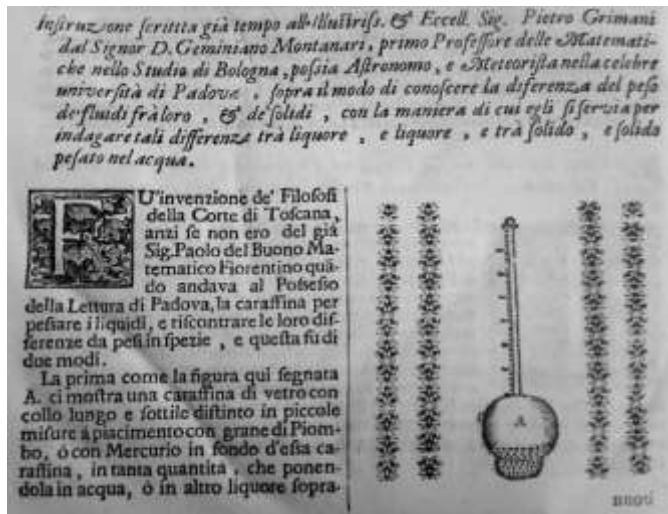 Instruzione scritta già tempo all'Illustriss. & Eccell. Sig. Pietro Grimani
dal Signor D. Geminiano Montanari, primo Professore delle Matemati-
che nello Studio di Bologna, poscia Astronomo, e Meteorista nella celebre
università di Padova, sopra il modo di conoscere la diferenza del peso
de' fluidi frà loro, & de' solidi, con la maniera di cui egli si servia per
indagare tali differenze trà liquore, e liquore, e trà solido, e solido
pesato nel acqua.
FU'invenzione de' Filosofi
della Corte di Toscana,
anzi se non ero del già
Sig. Paolo del Buono Ma-
tematico Fiorentino quã-
do andava al Possesso
della Lettura di Padova, la caraffina per
pesare i liquidi, e riscontrare le loro dif-
ferenze da pesi in spezie, e questa fu di
due modi.
La prima come la figura qui segnata
A. ci mostra una caraffina di vetro con
collo lungo e sottile distinto in piccole
misure à piacimento con grane di Piom-
bo, ò con Mercurio in fondo d'essa ca-
raffina, in tanta quantità, che ponen-
dola in acqua, ò in altro liquore sopra-
A